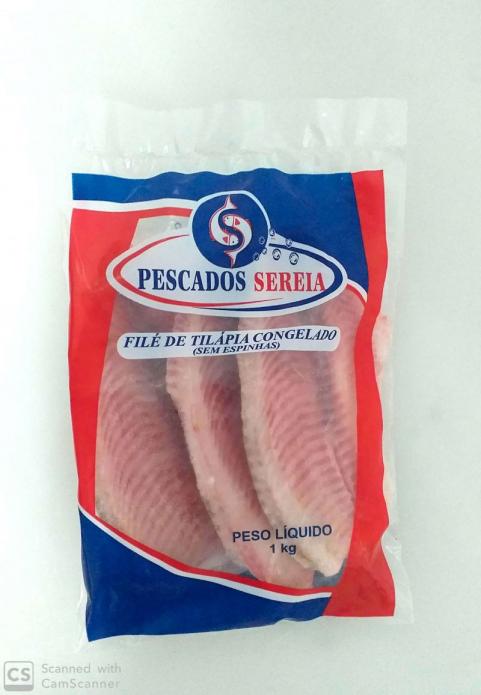 PESCADOS SEREIA
FILÉ DE TILÁPIA CONGELADO
(SEM ESPINHAS)
PESO LÍQUIDO
1 kg
CS Scanned with
CamScanner